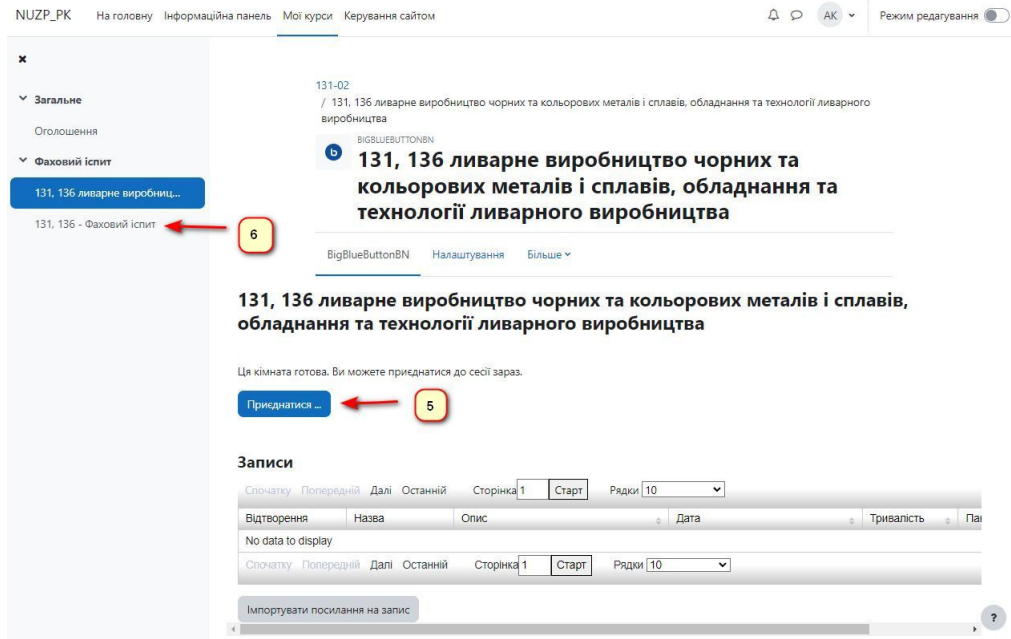 NUZP_PK На головну Інформаційна панель Мої курси Керування сайтом АК Режим редагування
Загальне
Оголошення
Фаховий іспит
131, 136 ливарне виробниц...
131, 136 - Фаховий іспит
6
131-02
/ 131, 136 ливарне виробництво чорних та кольорових металів і сплавів, обладнання та технології ливарного
виробництва
BIGBLUEBUTTONBN
b
131, 136 ливарне виробництво чорних та
кольорових металів і сплавів, обладнання та
технології ливарного виробництва
BigBlueButtonBN Налаштування Більше
131, 136 ливарне виробництво чорних та кольорових металів і сплавів,
обладнання та технології ливарного виробництва
Ця кімната готова. Ви можете приєднатися до сесії зараз.
Приєднатися ...
5
Записи
Спочатку Попередній Далі Останній Сторінка 1 Старт Рядки 10
Відтворення Назва Опис Дата Тривалість
No data to display
Спочатку Попередній Далі Останній Сторінка 1 Старт Рядки 10
Імпортувати посилання на запис
?